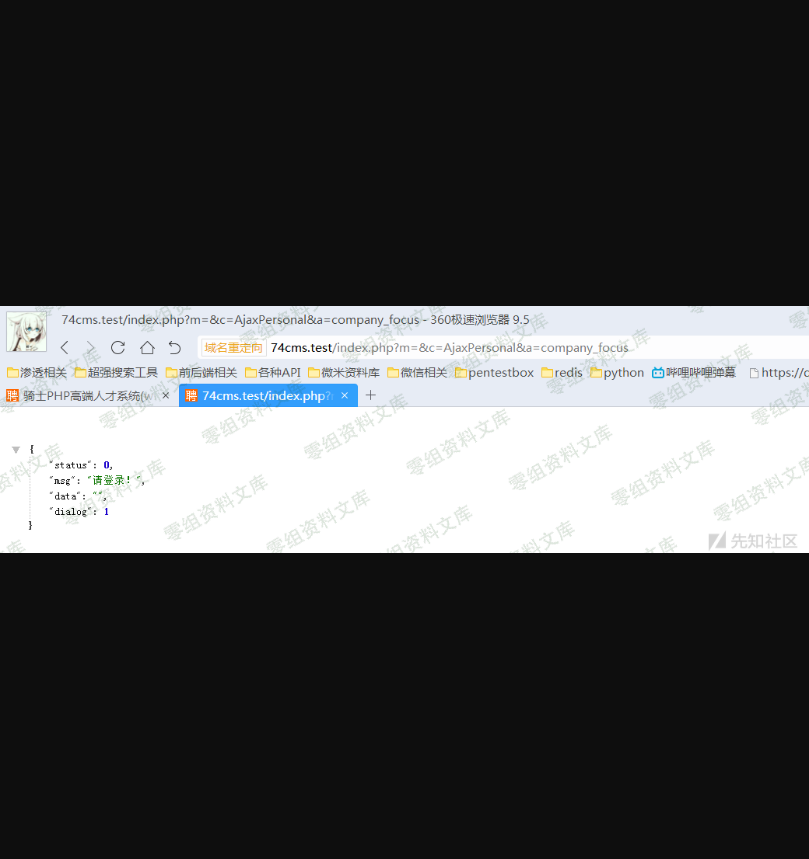 74cms.test/index.php?m=&c=AjaxPersonal&a=company_focus - 360极速浏览器 9.5
域名重定向 74cms.test/index.php?m=&c=AjaxPersonal&a=company_focus
渗透相关 超强搜索工具 前后端相关 各种API 微米资料库 微信相关 pentestbox redis python 哔哩哔哩弹幕 https://c
骑士PHP高端人才系统(w 74cms.test/index.php?
{
"status": 0,
"msg": "请登录!",
"data": "",
"dialog": 1
}
零组资料文库
先知社区